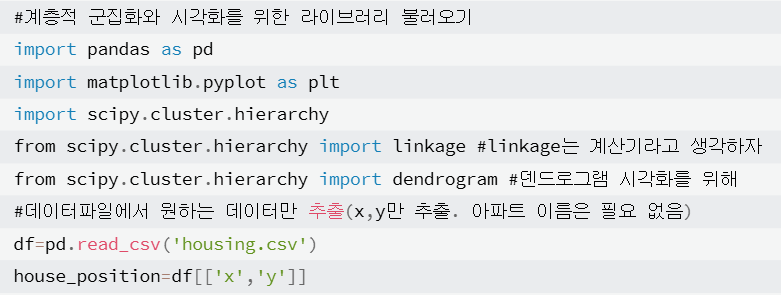 #계층적 군집화와 시각화를 위한 라이브러리 불러오기
import pandas as pd
import matplotlib.pyplot as plt
import scipy.cluster.hierarchy
from scipy.cluster.hierarchy import linkage #linkage는 계산기라고 생각하자
from scipy.cluster.hierarchy import dendrogram #덴드로그램 시각화를 위해
#데이터파일에서 원하는 데이터만 추출(x,y만 추출. 아파트 이름은 필요 없음)
df=pd.read_csv('housing.csv')
house_position=df[['x','y']]